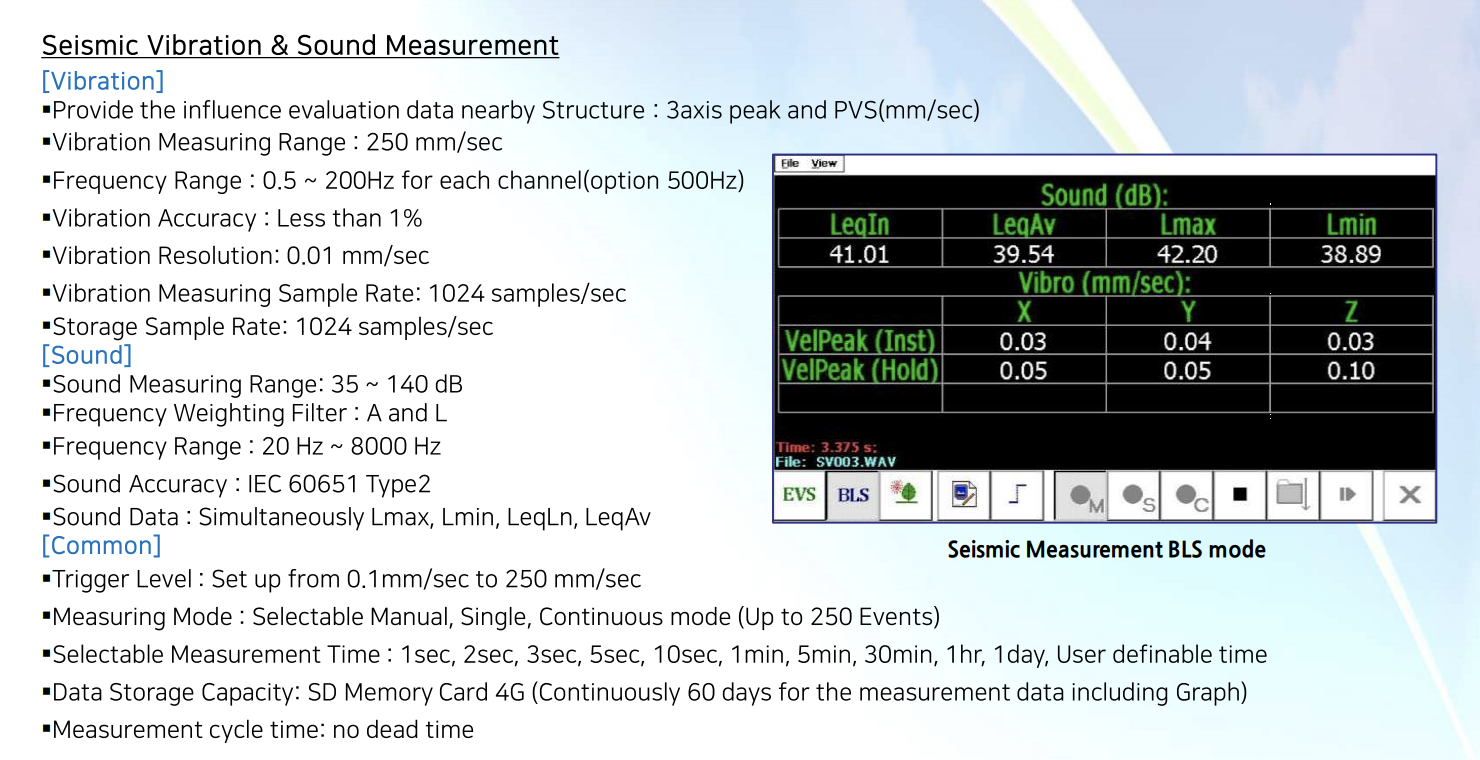 Seismic Vibration & Sound Measurement
[Vibration]
▪Provide the influence evaluation data nearby Structure : 3axis peak and PVS(mm/sec)
▪Vibration Measuring Range : 250 mm/sec
▪Frequency Range : 0.5 ~ 200Hz for each channel(option 500Hz)
▪Vibration Accuracy : Less than 1%
▪Vibration Resolution: 0.01 mm/sec
▪Vibration Measuring Sample Rate: 1024 samples/sec
▪Storage Sample Rate: 1024 samples/sec
[Sound]
▪Sound Measuring Range: 35 ~ 140 dB
▪Frequency Weighting Filter : A and L
▪Frequency Range : 20 Hz ~ 8000 Hz
▪Sound Accuracy : IEC 60651 Type2
▪Sound Data : Simultaneously Lmax, Lmin, LeqLn, LeqAv
[Common]
▪Trigger Level : Set up from 0.1mm/sec to 250 mm/sec
▪Measuring Mode : Selectable Manual, Single, Continuous mode (Up to 250 Events)
▪Selectable Measurement Time : 1sec, 2sec, 3sec, 5sec, 10sec, 1min, 5min, 30min, 1hr, 1day, User definable time
▪Data Storage Capacity: SD Memory Card 4G (Continuously 60 days for the measurement data including Graph)
▪Measurement cycle time: no dead time
File View
Sound (dB):
LeqIn LeqAv Lmax Lmin
41.01 39.54 42.20 38.89
Vibro (mm/sec):
X Y Z
VelPeak (Inst) 0.03 0.04 0.03
VelPeak (Hold) 0.05 0.05 0.10
Time: 3.375 s;
File: SV003.WAV
EVS BLS M S C
Seismic Measurement BLS mode